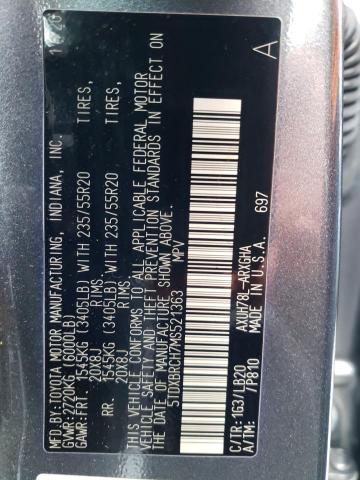 MFD.BY:TOYOTA MOTOR MANUFACTURING, INDIANA, INC. 1
GVWR:2720KG (6000LB)
GAWR:FRT. 1545KG (3405LB) WITH 235/55R20 TIRES,
20X8J RIMS
RR. 1545KG (3405LB) WITH 235/55R20 TIRES,
20X8J RIMS
THIS VEHICLE CONFORMS TO ALL APPLICABLE FEDERAL MOTOR
VEHICLE SAFETY AND THEFT PREVENTION STANDARDS IN EFFECT ON
THE DATE OF MANUFACTURE SHOWN ABOVE.
5TDXBRCH7MS521363 MPV
A
C/TR: 1G3/LB20 AXUH78L-ARXGHA
A/TM: /P810 MADE IN U.S.A. 697